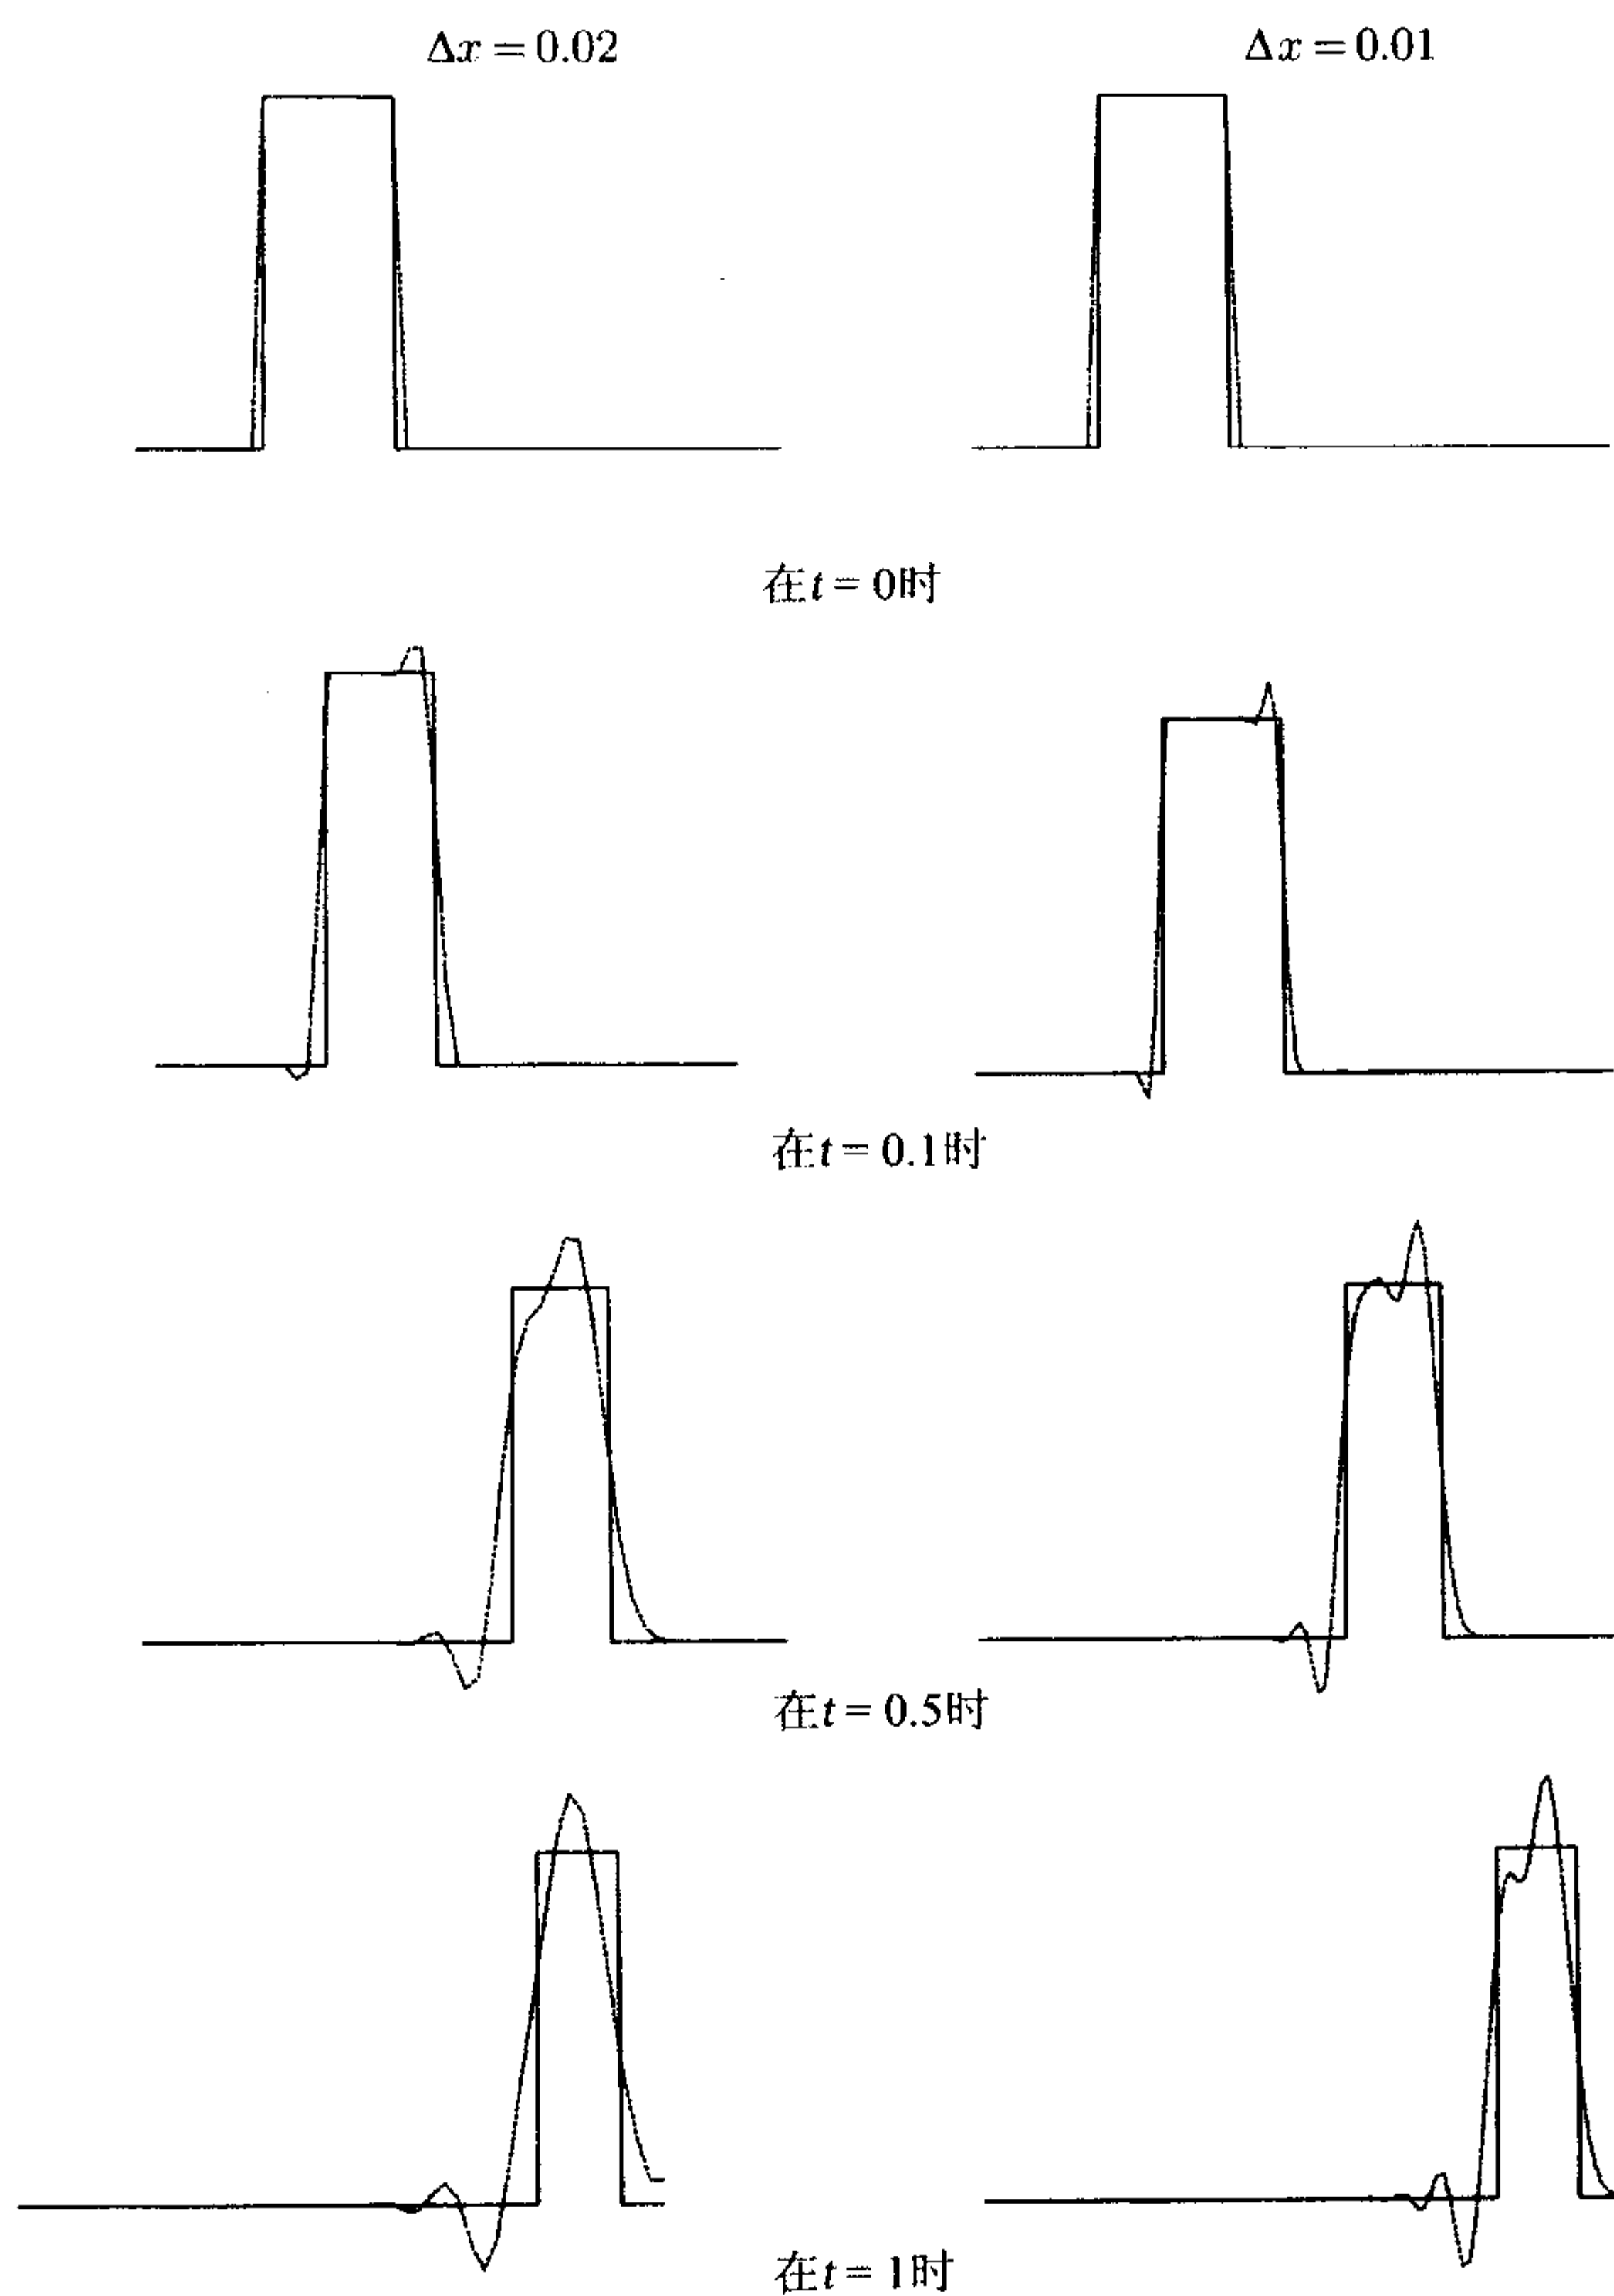 Δx = 0.02
Δx = 0.01
在t = 0时
在t = 0.1时
在t = 0.5时
在t = 1时